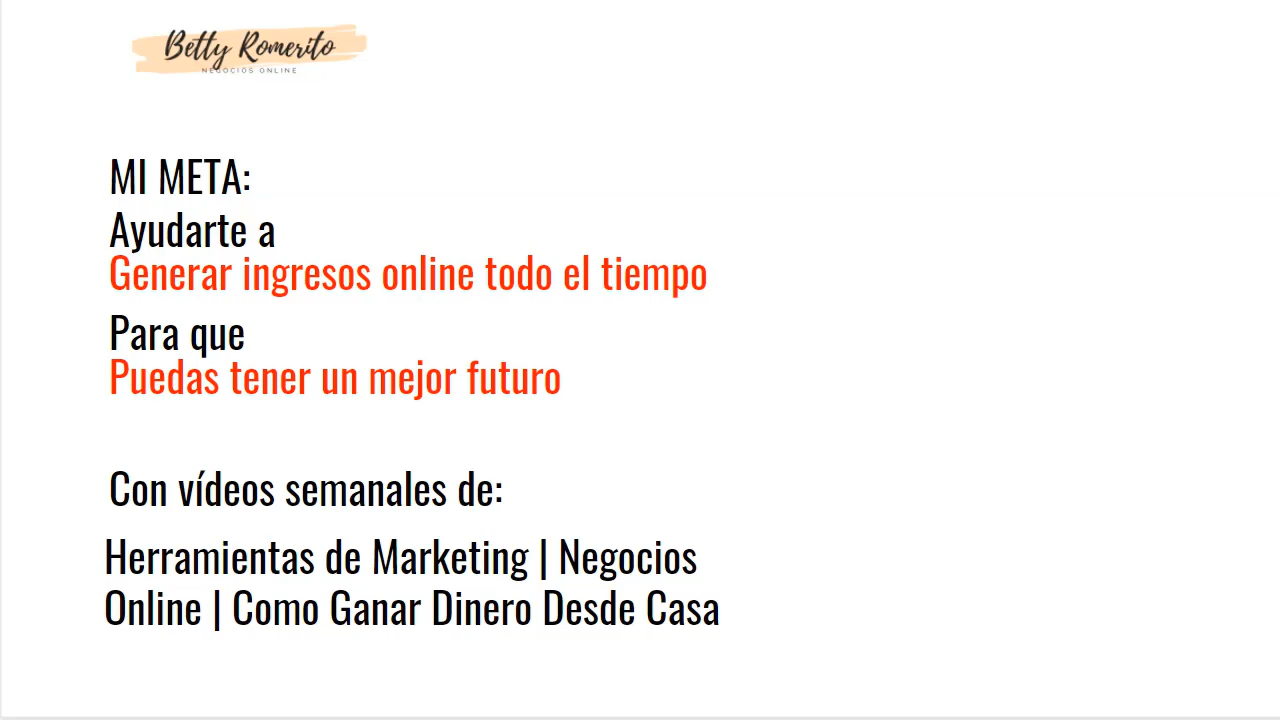 Betty Romerito
NEGOCIOS ONLINE
MI META:
Ayudarte a
Generar ingresos online todo el tiempo
Para que
Puedas tener un mejor futuro
Con vídeos semanales de:
Herramientas de Marketing | Negocios
Online | Como Ganar Dinero Desde Casa